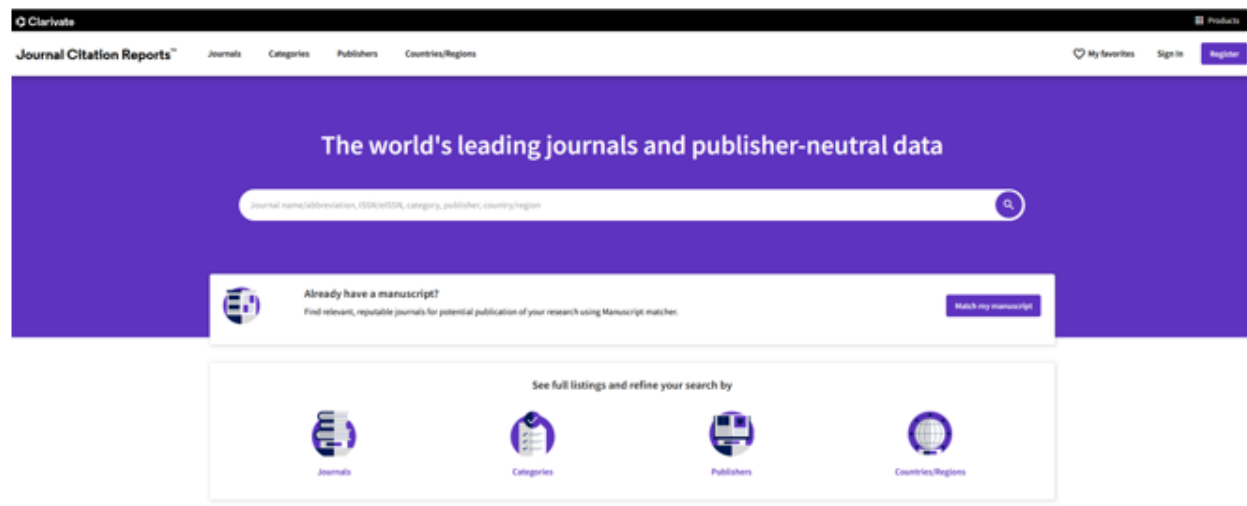 Clarivate
Products
Journal Citation Reports™
Journals
Categories
Publishers
Countries/Regions
My favorites
Sign In
Register
The world's leading journals and publisher-neutral data
Journal name/abbreviation, ISSN/eISSN, category, publisher, country/region
Already have a manuscript?
Find relevant, reputable journals for potential publication of your research using Manuscript matcher.
Match my manuscript
See full listings and refine your search by
Journals
Categories
Publishers
Countries/Regions